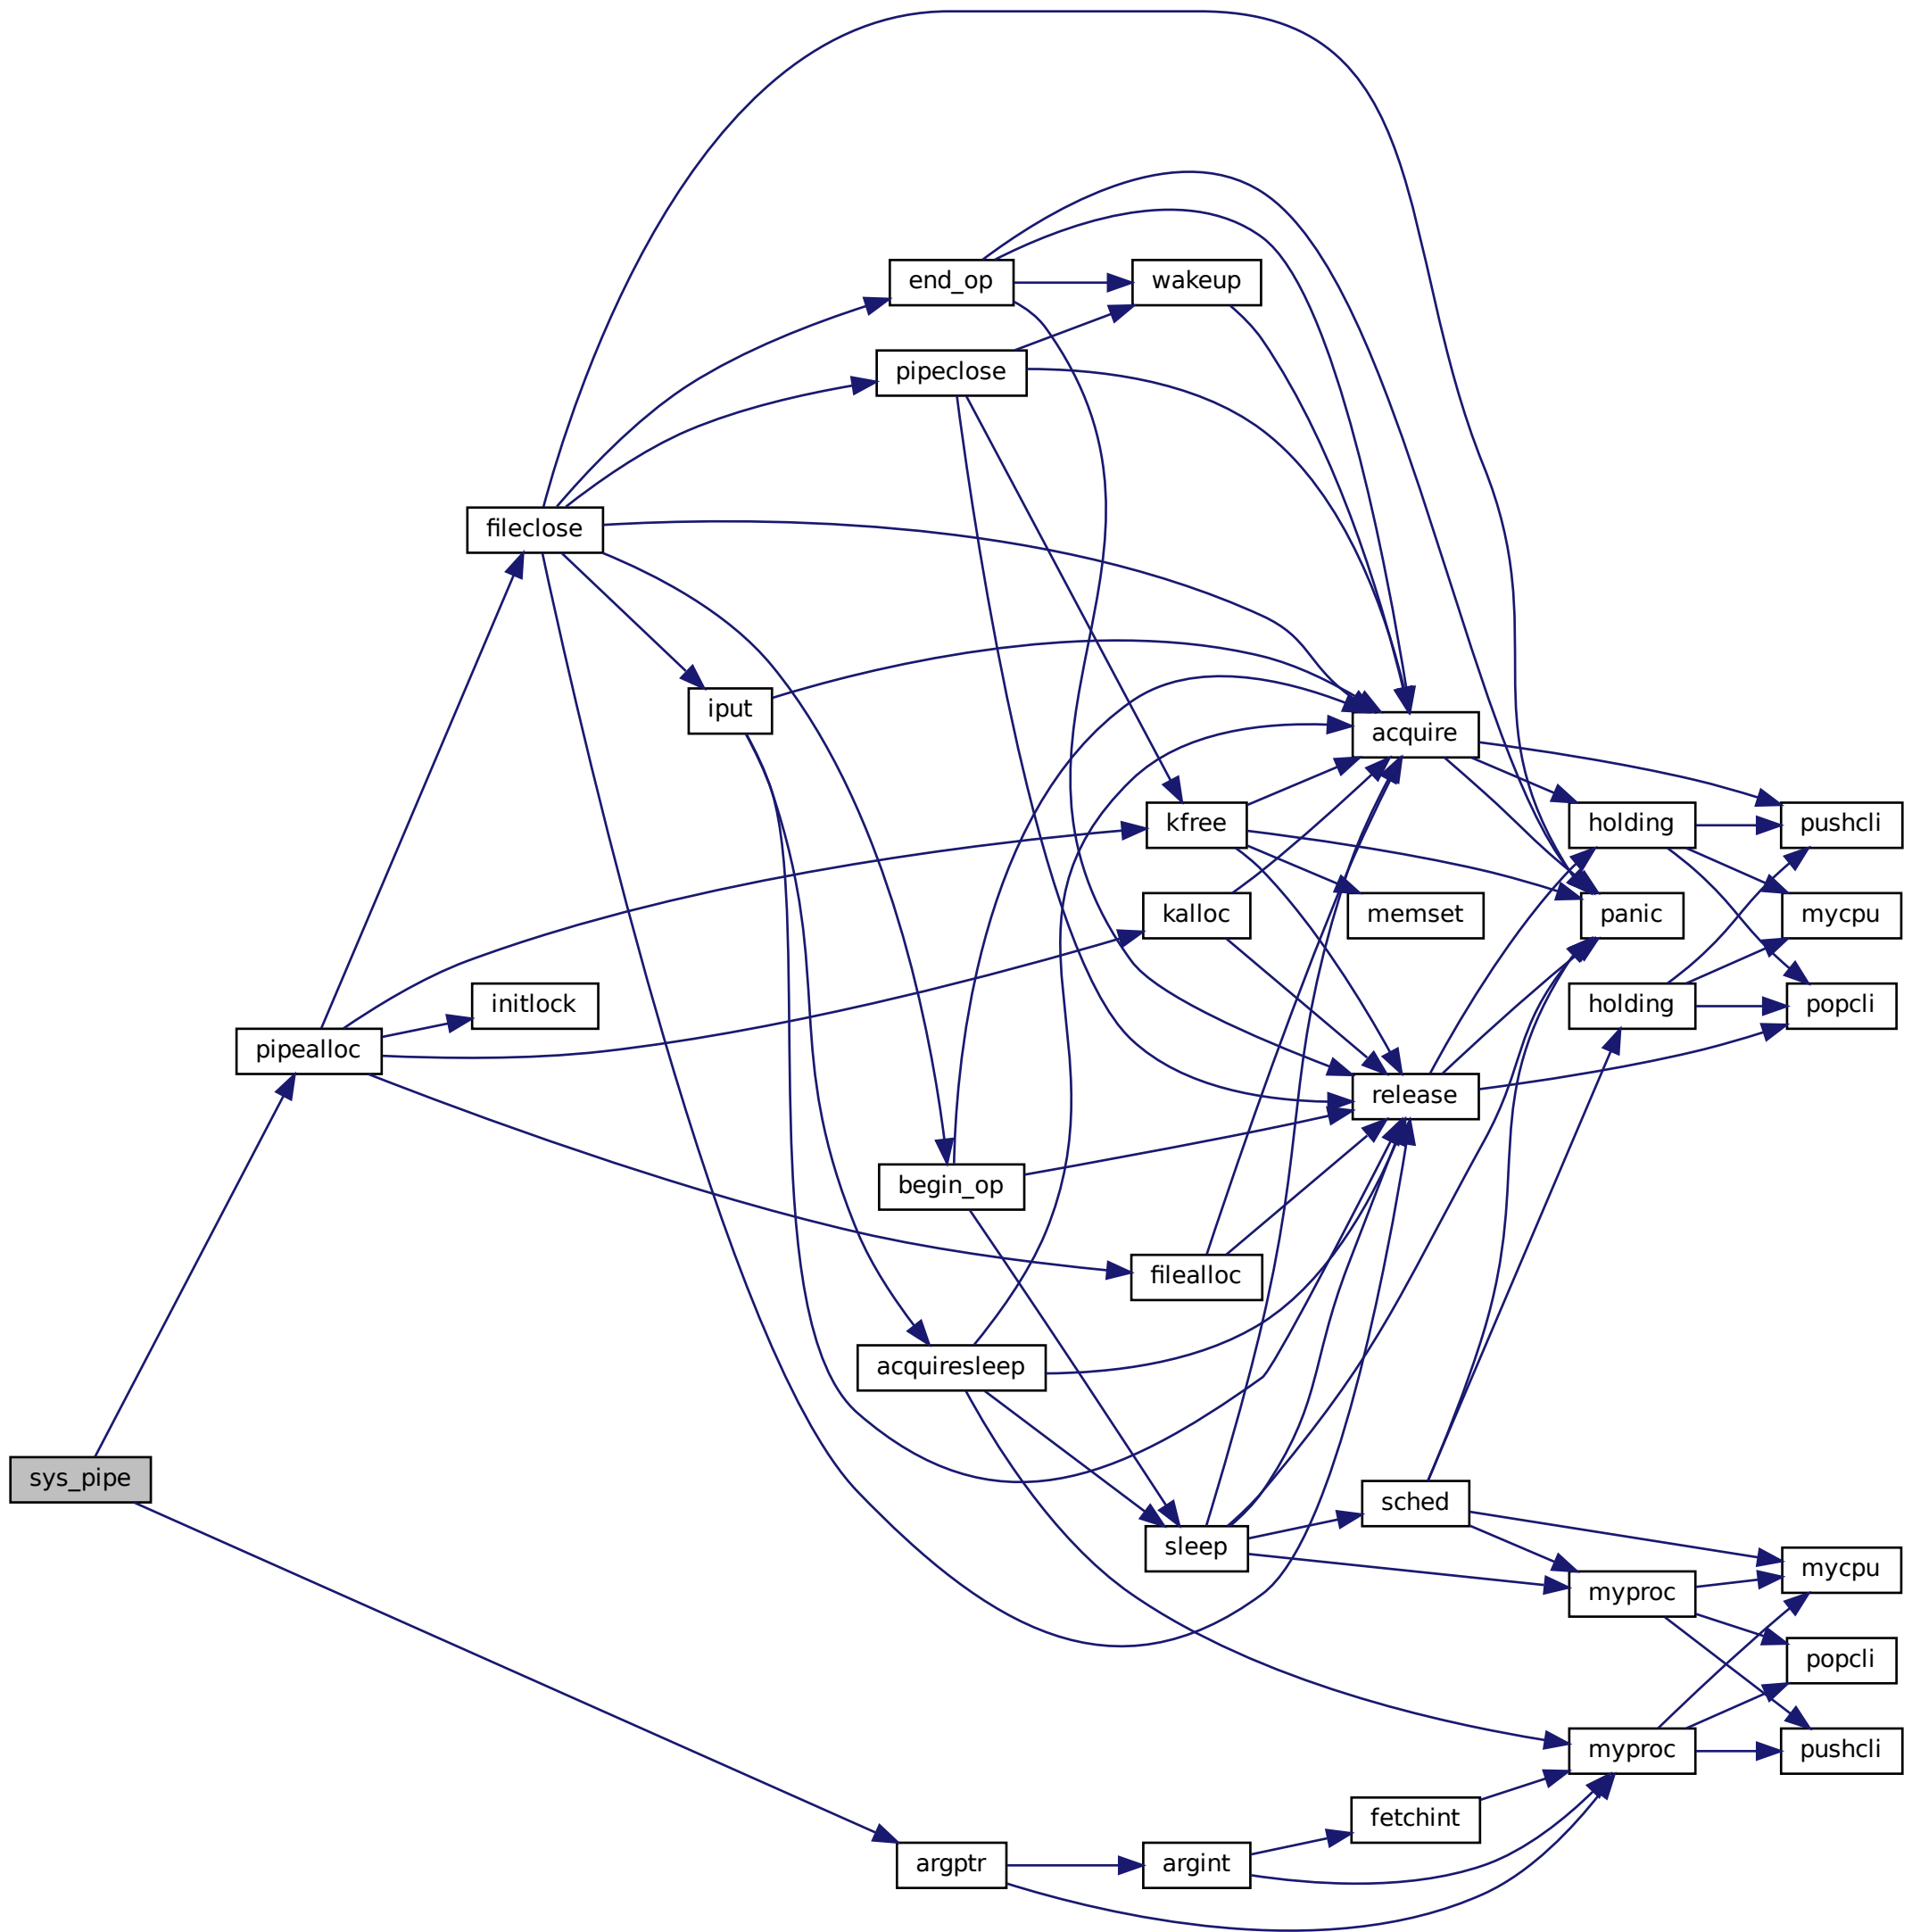 end_op
wakeup
pipeclose
fileclose
iput
acquire
kfree
holding
pushcli
kalloc
memset
panic
mycpu
initlock
holding
popcli
pipealloc
release
begin_op
filealloc
acquiresleep
sys_pipe
sched
sleep
mycpu
myproc
popcli
myproc
pushcli
fetchint
argptr
argint